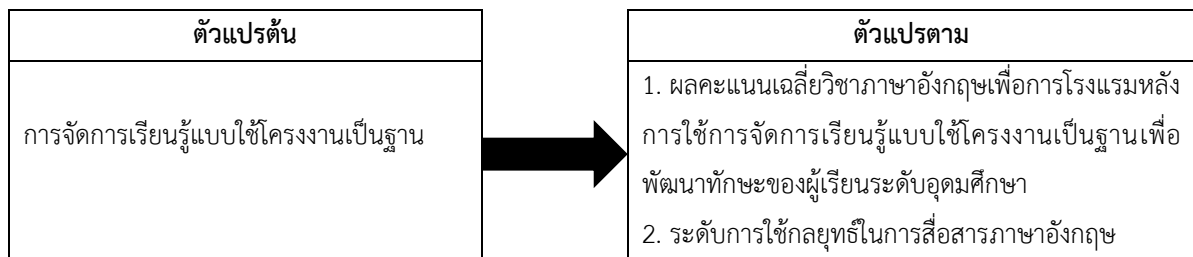 ตัวแปรต้น
การจัดการเรียนรู้แบบใช้โครงงานเป็นฐาน
ตัวแปรตาม
1. ผลคะแนนเฉลี่ยวิชาภาษาอังกฤษเพื่อการโรงแรมหลัง
การใช้การจัดการเรียนรู้แบบใช้โครงงานเป็นฐานเพื่อ
พัฒนาทักษะของผู้เรียนระดับอุดมศึกษา
2. ระดับการใช้กลยุทธ์ในการสื่อสารภาษาอังกฤษ